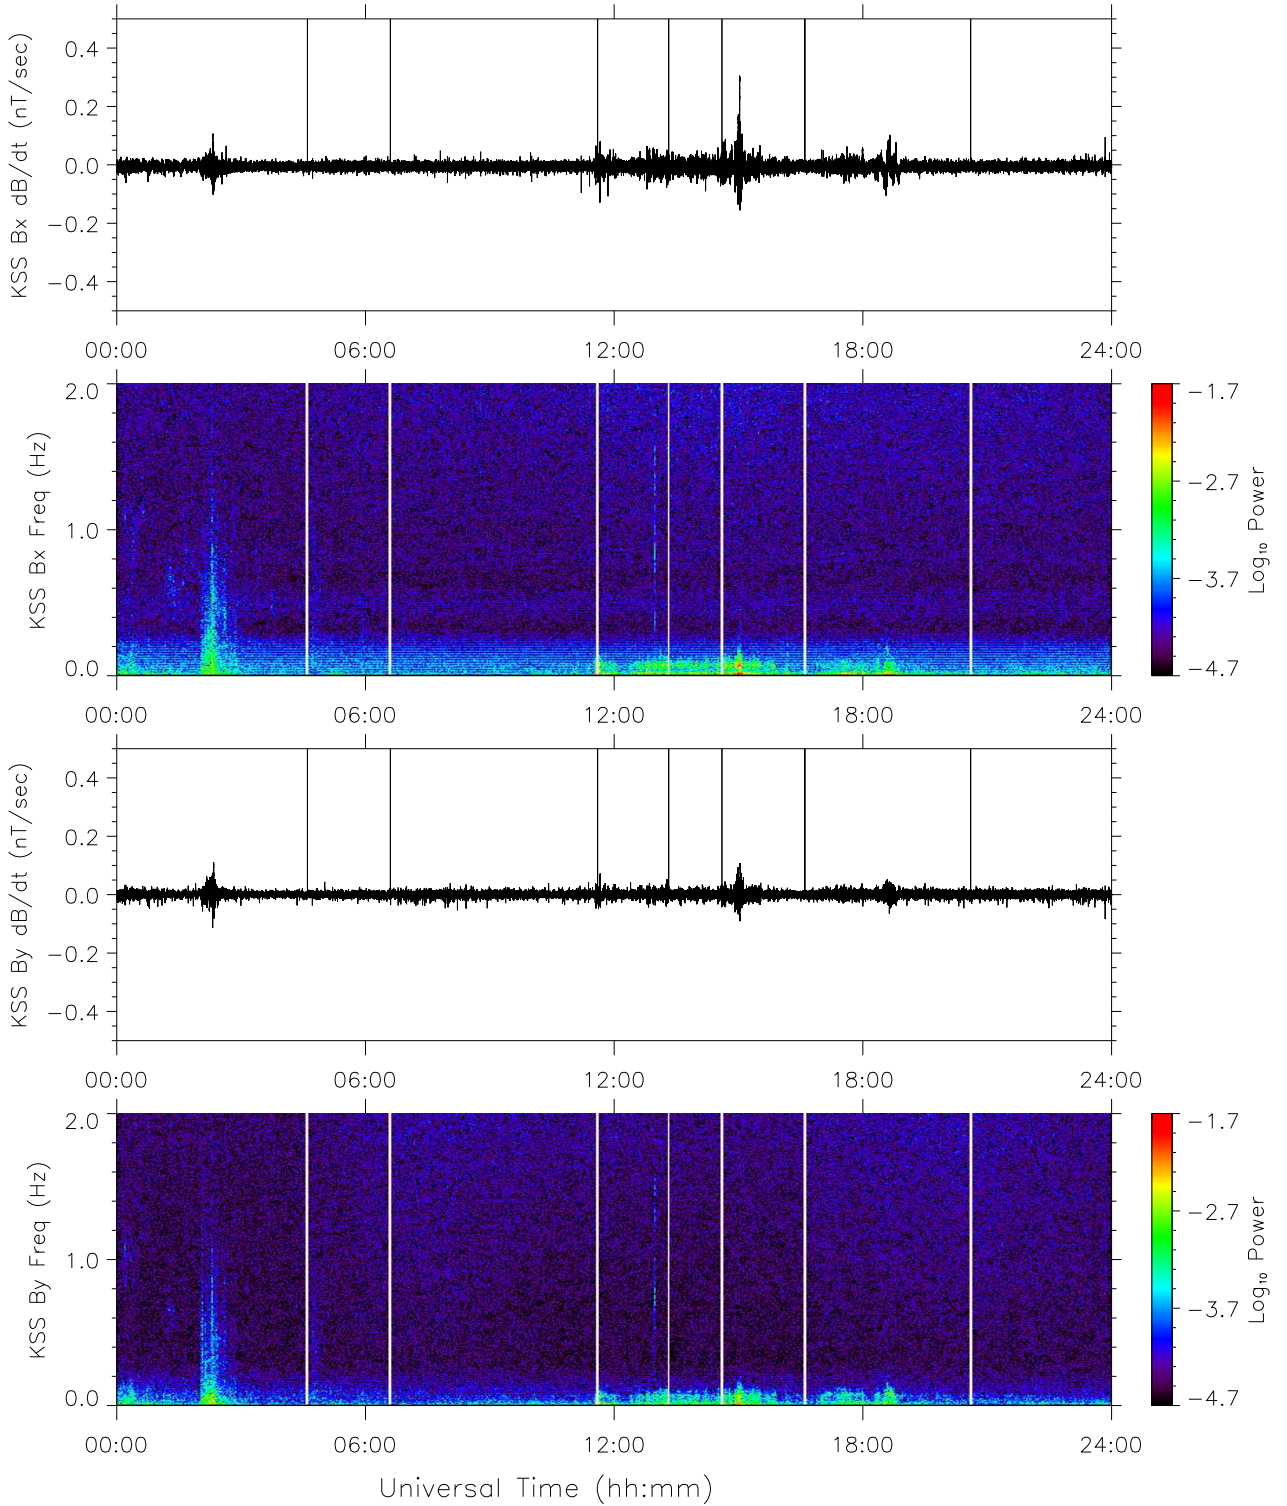 KSS Bx dB/dt (nT/sec)
0.4
0.2
0.0
−0.2
−0.4
00:00 06:00 12:00 18:00 24:00
KSS Bx Freq (Hz)
2.0
1.0
0.0
−1.7
−2.7
−3.7
−4.7
Log₁₀ Power
00:00 06:00 12:00 18:00 24:00
KSS By dB/dt (nT/sec)
0.4
0.2
0.0
−0.2
−0.4
00:00 06:00 12:00 18:00 24:00
KSS By Freq (Hz)
2.0
1.0
0.0
−1.7
−2.7
−3.7
−4.7
Log₁₀ Power
00:00 06:00 12:00 18:00 24:00
Universal Time (hh:mm)